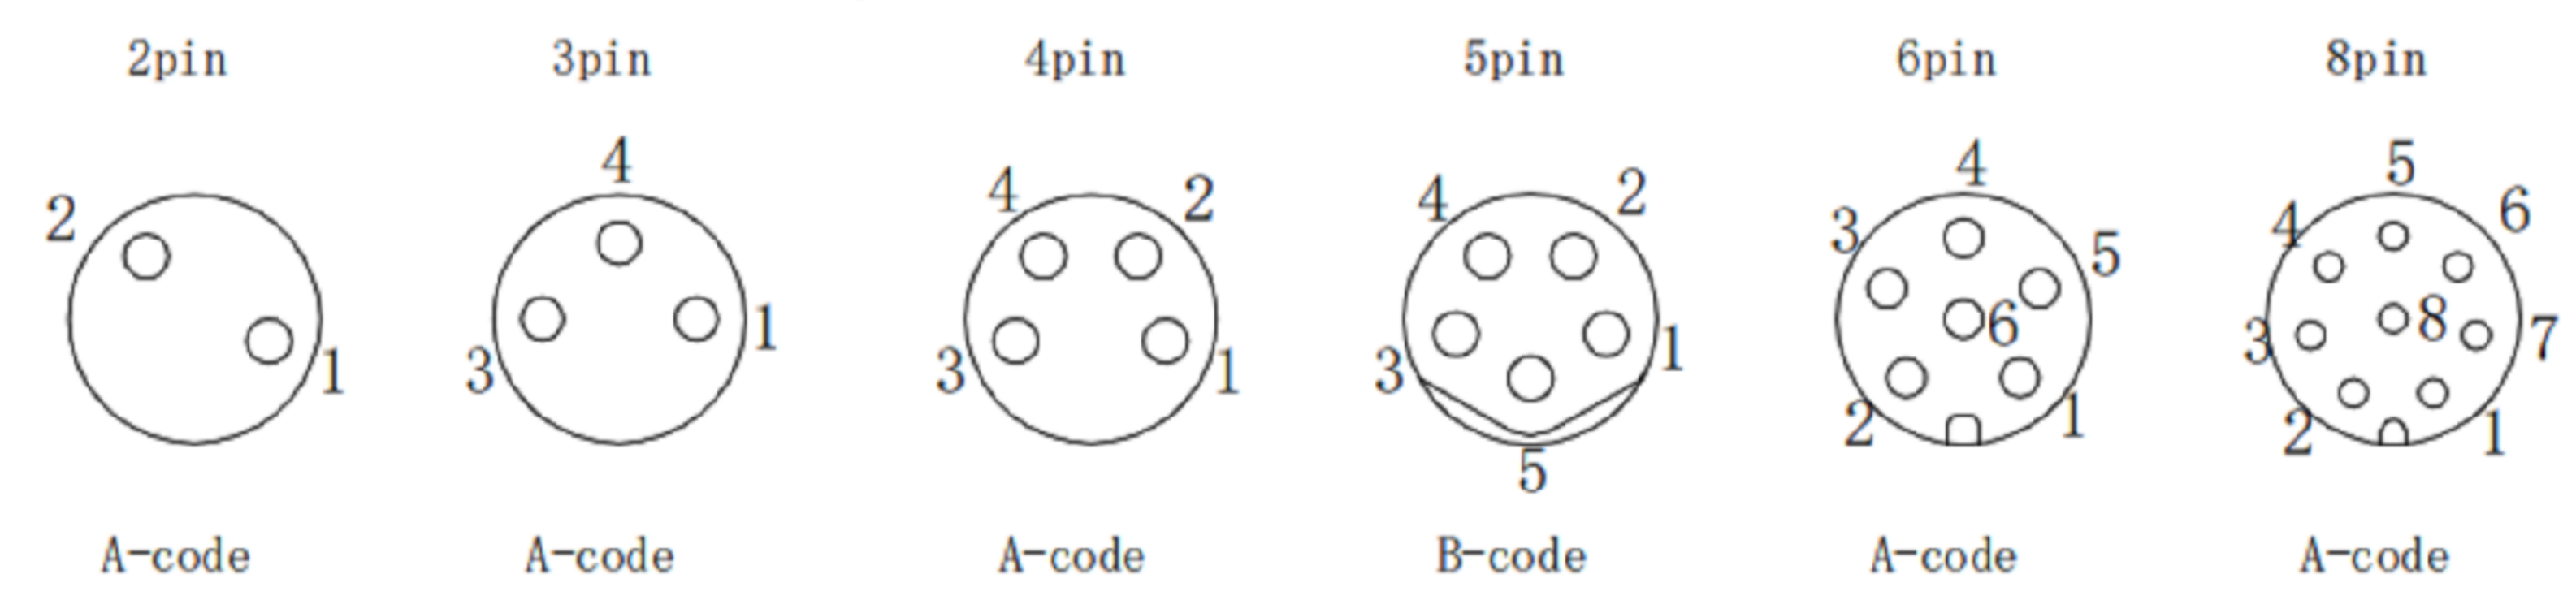 2pin 3pin 4pin 5pin 6pin 8pin
4 4 5
2 4 2 4 2 3 5 4 6
6 8
3 1 3 7
1 3 3 1 3 1
2 1 2 1
5
A-code A-code A-code B-code A-code A-code